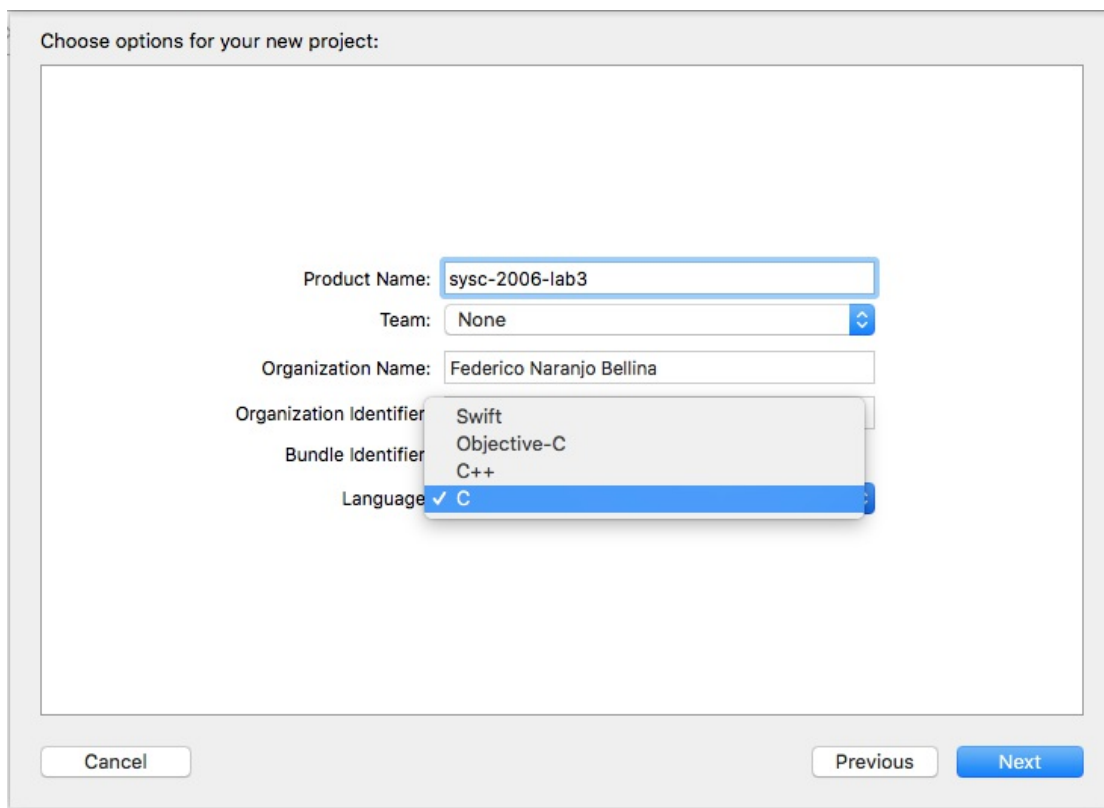 Choose options for your new project:
Product Name: sysc-2006-lab3
Team: None
Organization Name: Federico Naranjo Bellina
Organization Identifier
Swift
Objective-C
Bundle Identifier
C++
Language ✓ C
Cancel Previous Next